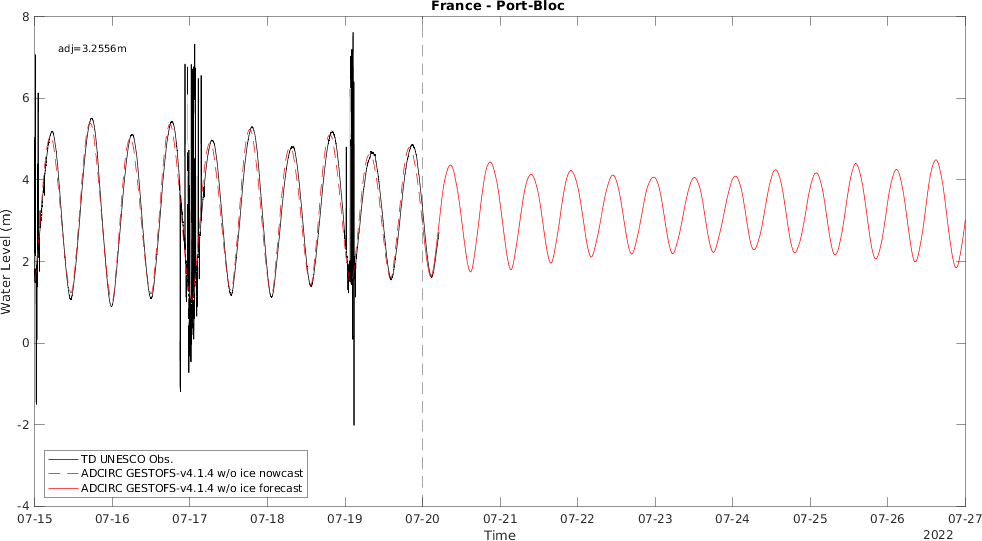 France - Port-Bloc
8
adj=3.2556m
6
4
2
0
-2
-4
Water Level (m)
TD UNESCO Obs.
ADCIRC GESTOFS-v4.1.4 w/o ice nowcast
ADCIRC GESTOFS-v4.1.4 w/o ice forecast
07-15 07-16 07-17 07-18 07-19 07-20 07-21 07-22 07-23 07-24 07-25 07-26 07-27
Time
2022